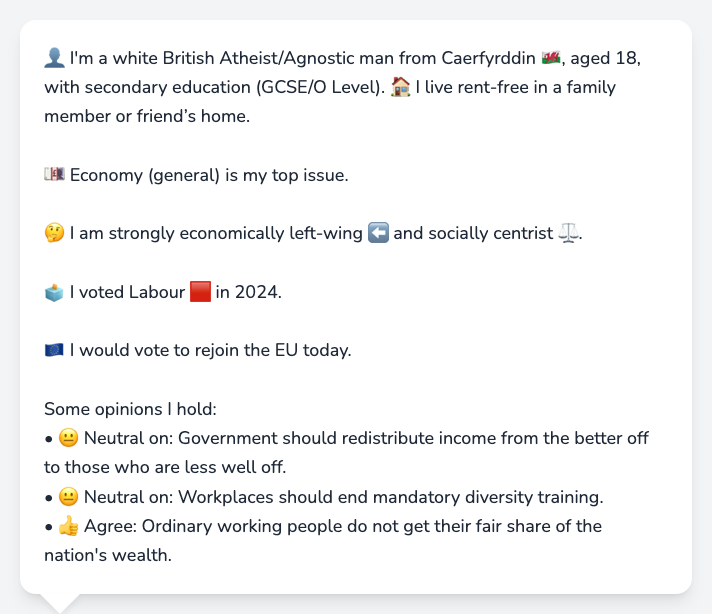 👤 I'm a white British Atheist/Agnostic man from Caerfyrddin 🏴󠁧󠁢󠁷󠁬󠁳󠁿, aged 18,
with secondary education (GCSE/O Level). 🏠 I live rent-free in a family
member or friend’s home.
💷 Economy (general) is my top issue.
🤔 I am strongly economically left-wing ⬅️ and socially centrist ⚖️.
🗳️ I voted Labour 🟥 in 2024.
🇪🇺 I would vote to rejoin the EU today.
Some opinions I hold:
• 😐 Neutral on: Government should redistribute income from the better off
to those who are less well off.
• 😐 Neutral on: Workplaces should end mandatory diversity training.
• 👍 Agree: Ordinary working people do not get their fair share of the
nation's wealth.